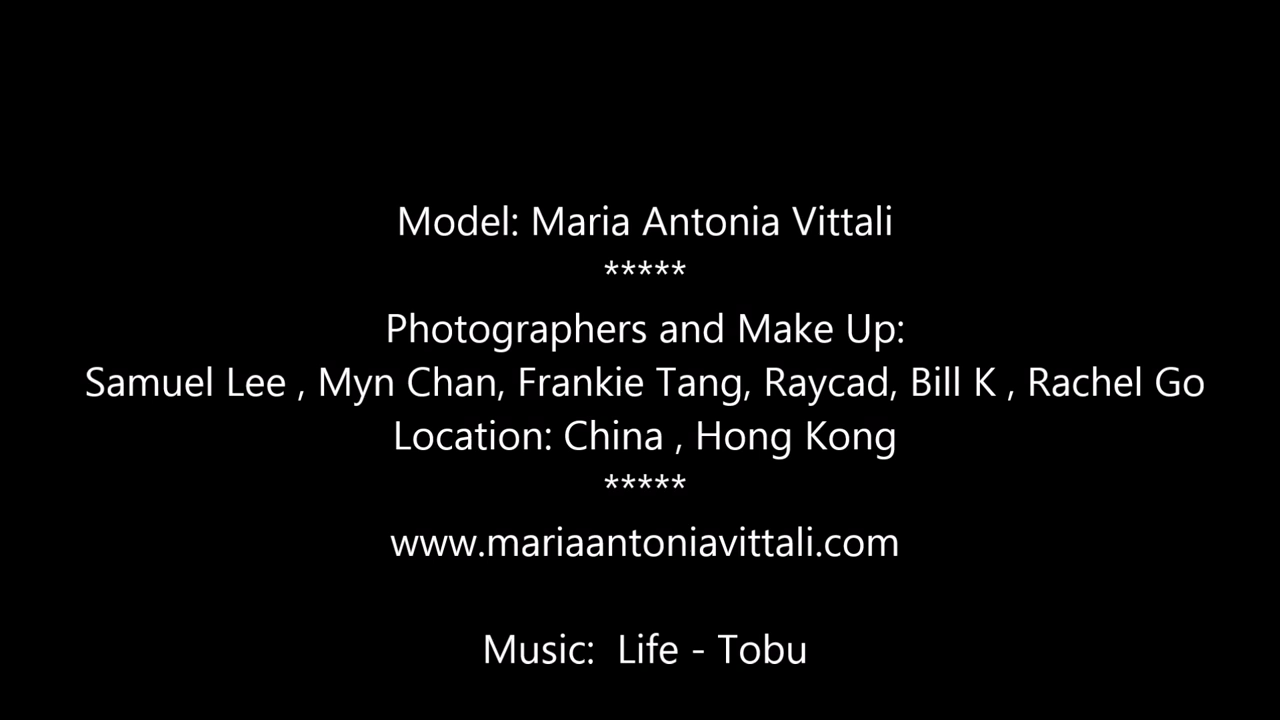 Model: Maria Antonia Vittali
*****
Photographers and Make Up:
Samuel Lee , Myn Chan, Frankie Tang, Raycad, Bill K , Rachel Go
Location: China , Hong Kong
*****
www.mariaantoniavittali.com
Music:  Life - Tobu